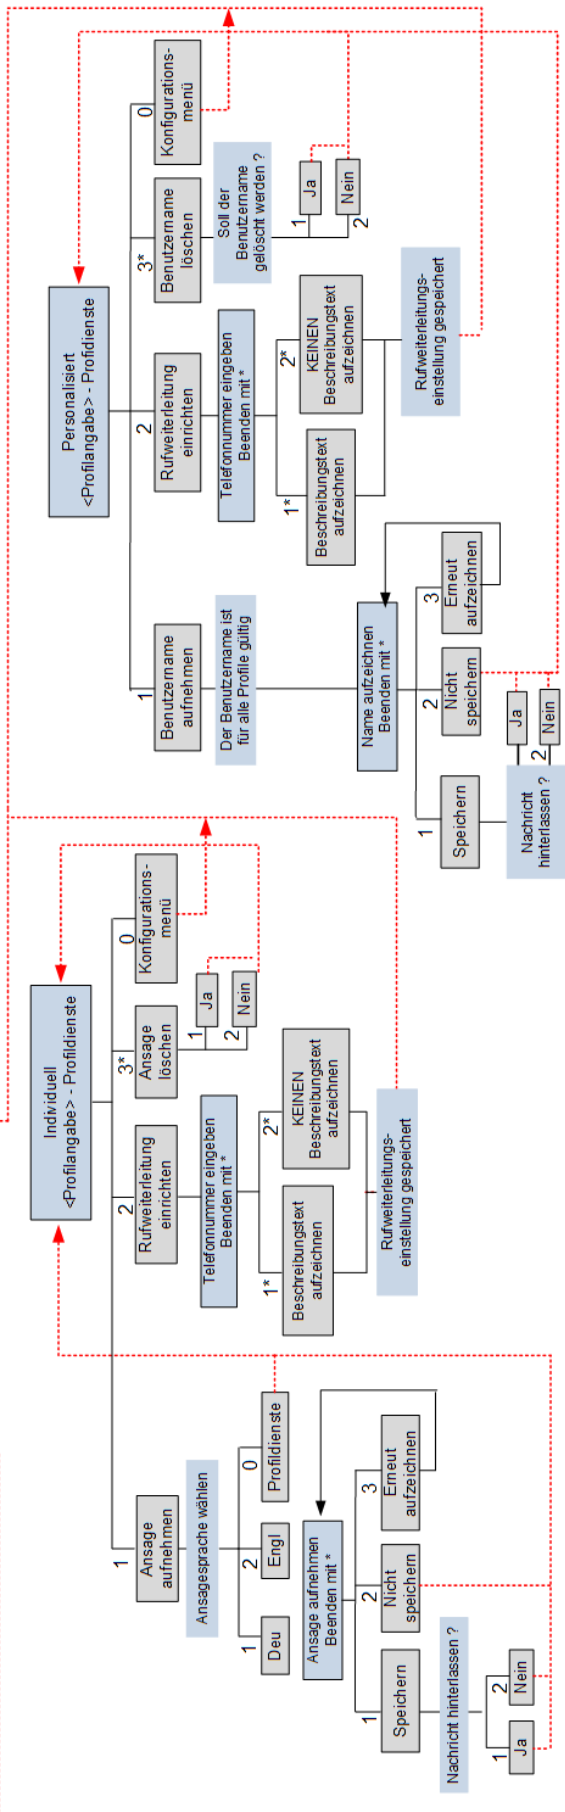 Individuell
<Profilangabe> - Profildienste
1
Ansage
aufnehmen
2
Rufweiterleitung
einrichten
3*
Ansage
löschen
0
Konfigurations-
menü
Ansagesprache wählen
1
Deu
2
Engl
0
Profildienste
Ansage aufnehmen
Beenden mit *
1
Speichern
2
Nicht
speichern
3
Erneut
aufzeichnen
Nachricht hinterlassen ?
1
Ja
2
Nein
Telefonnummer eingeben
Beenden mit *
1*
Beschreibungstext
aufzeichnen
2*
KEINEN
Beschreibungstext
aufzeichnen
Rufweiterleitungs-
einstellung gespeichert
1
Ja
2
Nein
Personalisiert
<Profilangabe> - Profidienste
1
Benutzername
aufnehmen
2
Rufweiterleitung
einrichten
3*
Benutzername
löschen
0
Konfigurations-
menü
Der Benutzername ist
für alle Profile gültig
Name aufzeichnen
Beenden mit *
1
Speichern
2
Nicht
speichern
3
Erneut
aufzeichnen
Nachricht
hinterlassen ?
1
Ja
2
Nein
Telefonnummer eingeben
Beenden mit *
1*
Beschreibungstext
aufzeichnen
2*
KEINEN
Beschreibungstext
aufzeichnen
Rufweiterleitungs-
einstellung gespeichert
Soll der
Benutzername
gelöscht werden ?
1
Ja
2
Nein